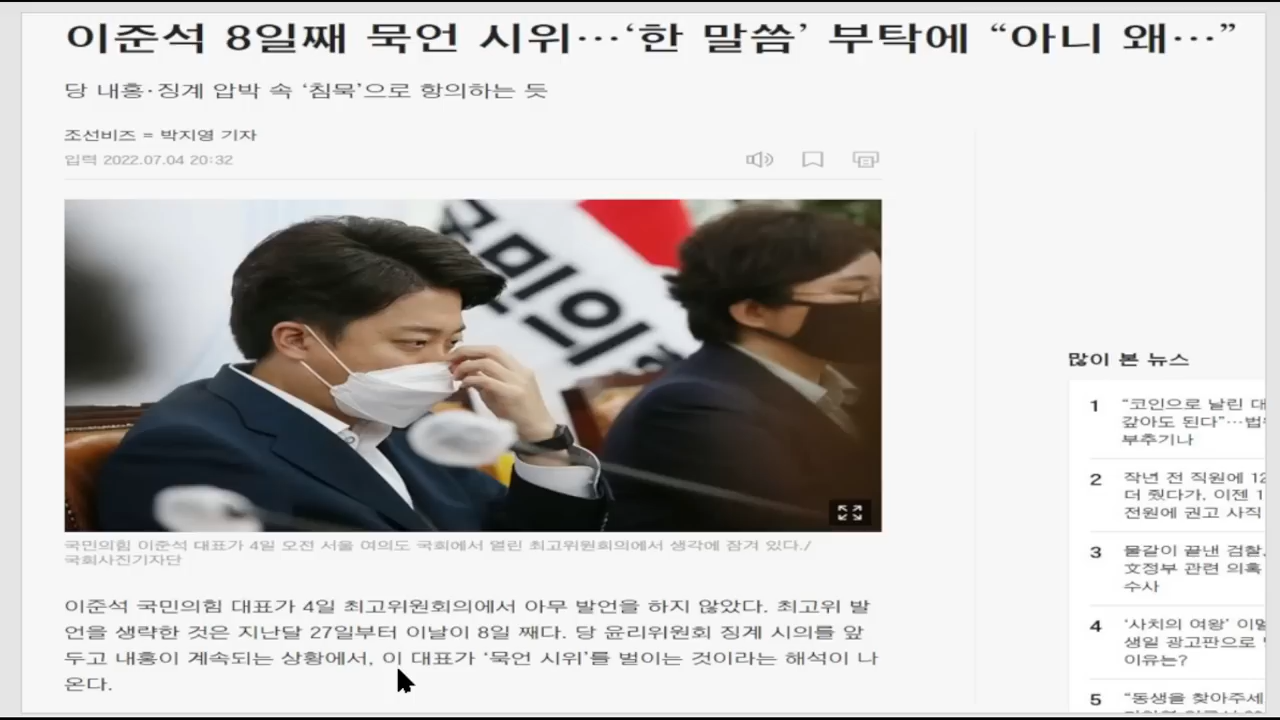 이준석 8일째 묵언 시위…‘한 말씀’ 부탁에 “아니 왜…”
당 내홍·징계 압박 속 ‘침묵’으로 항의하는 듯
조선비즈 = 박지영 기자
입력 2022.07.04 20:32
국민의힘
국민의힘 이준석 대표가 4일 오전 서울 여의도 국회에서 열린 최고위원회의에서 생각에 잠겨 있다./
국회사진기자단
이준석 국민의힘 대표가 4일 최고위원회의에서 아무 발언을 하지 않았다. 최고위 발
언을 생략한 것은 지난달 27일부터 이날이 8일 째다. 당 윤리위원회 징계 시의를 앞
두고 내홍이 계속되는 상황에서, 이 대표가 ‘묵언 시위’를 벌이는 것이라는 해석이 나
온다.
많이 본 뉴스
1 “코인으로 날린 대
갚아도 된다”…법
부추기나
2 작년 전 직원에 12
더 줬다가, 이젠 1
전원에 권고 사직
3 물갈이 끝낸 검찰,
文정부 관련 의혹
수사
4 ‘사치의 여왕’ 이멜
생일 광고판으로
이유는?
5 “동생을 찾아주세